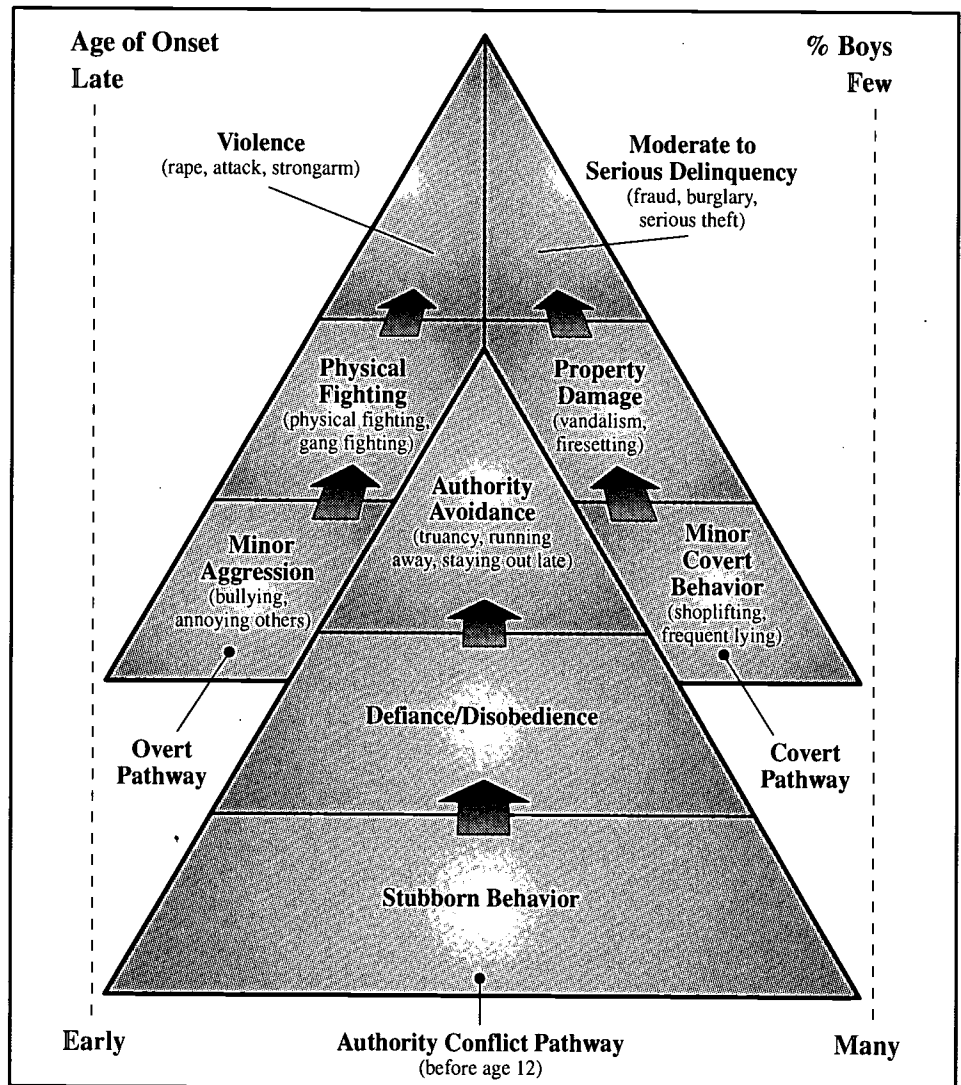 Age of Onset
Late
% Boys
Few
Violence
(rape, attack, strongarm)
Moderate to
Serious Delinquency
(fraud, burglary,
serious theft)
Physical
Fighting
(physical fighting,
gang fighting)
Property
Damage
(vandalism,
firesetting)
Authority
Avoidance
(truancy, running
away, staying out late)
Minor
Aggression
(bullying,
annoying others)
Minor
Covert
Behavior
(shoplifting,
frequent lying)
Defiance/Disobedience
Overt
Pathway
Covert
Pathway
Stubborn Behavior
Early
Authority Conflict Pathway
(before age 12)
Many